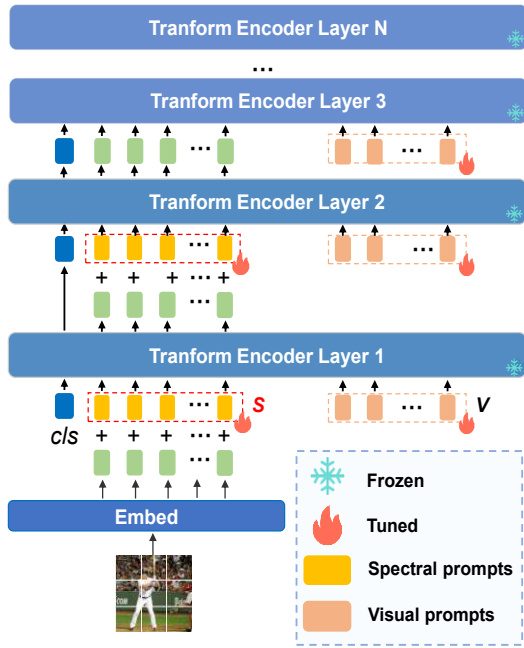 Tranform Encoder Layer N
...
Tranform Encoder Layer 3
...
...
Tranform Encoder Layer 2
...
...
+ + + ... +
...
Tranform Encoder Layer 1
... S
... V
cls
+ + + ... +
...
Embed
Frozen
Tuned
Spectral prompts
Visual prompts